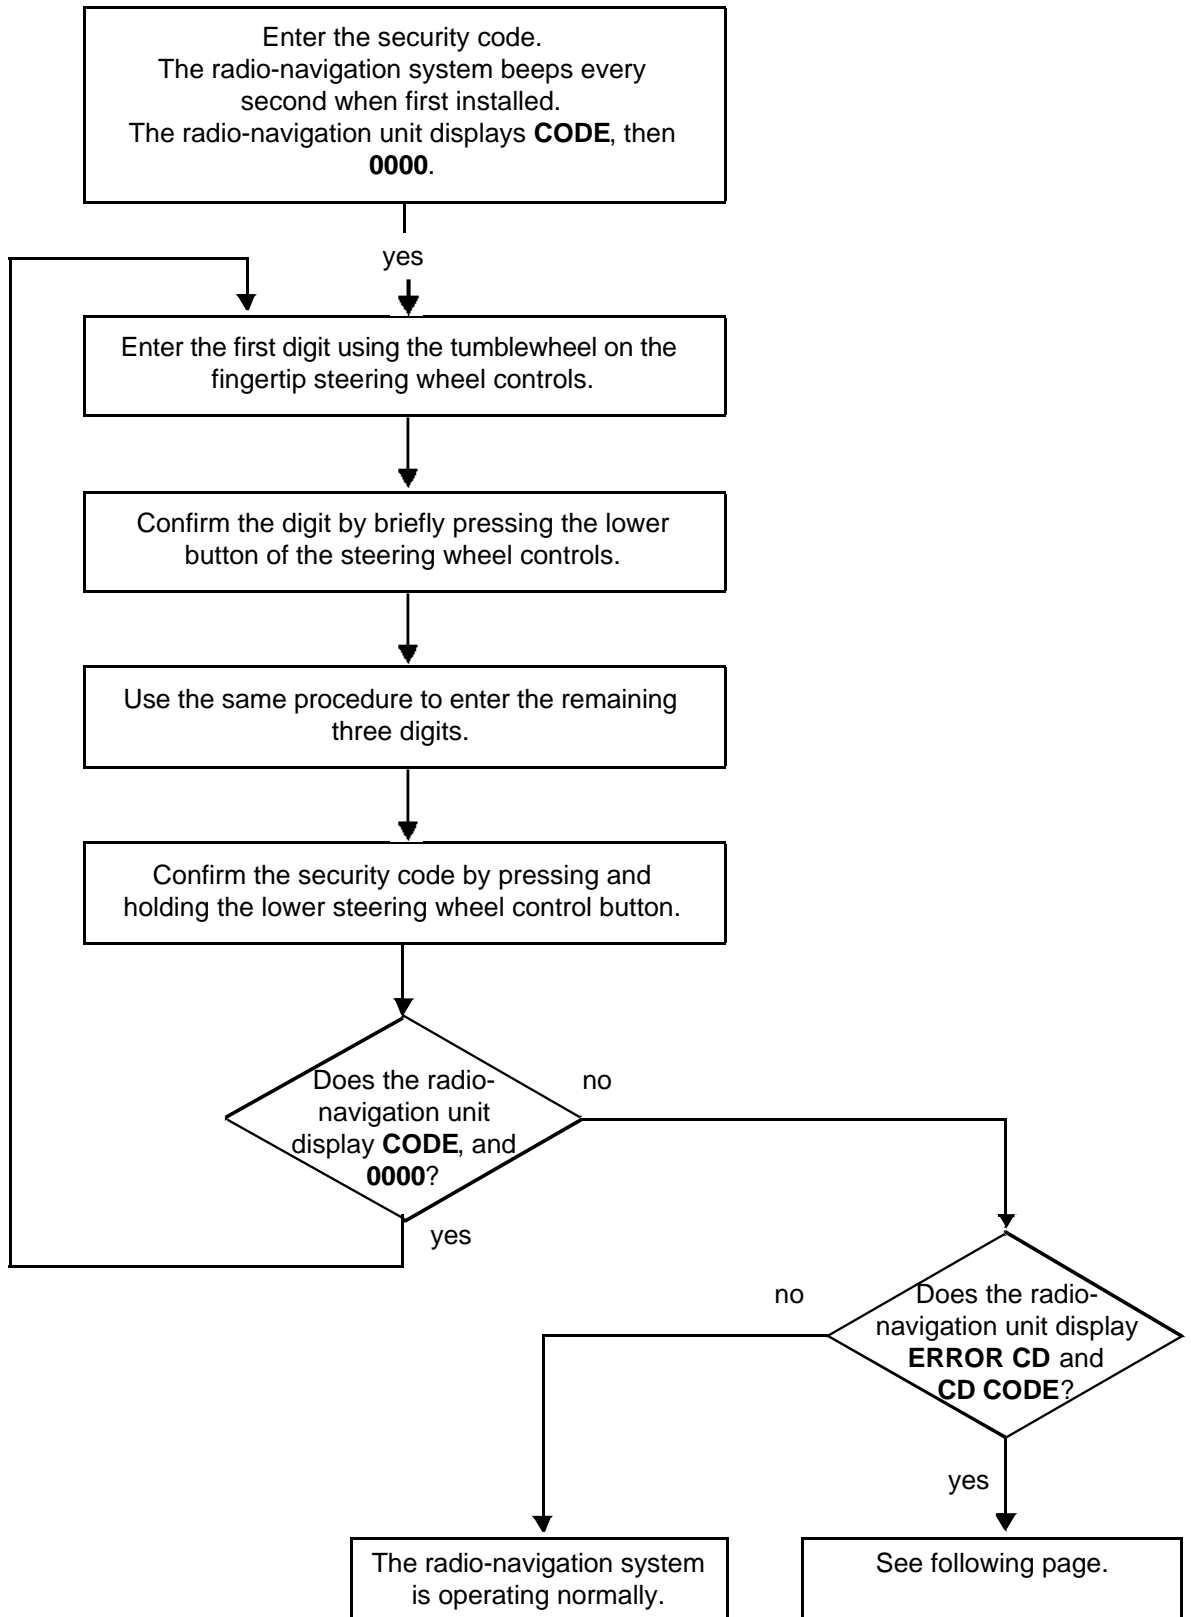 Enter the security code.
The radio-navigation system beeps every
second when first installed.
The radio-navigation unit displays CODE, then
0000.
yes
Enter the first digit using the tumblewheel on the
fingertip steering wheel controls.
Confirm the digit by briefly pressing the lower
button of the steering wheel controls.
Use the same procedure to enter the remaining
three digits.
Confirm the security code by pressing and
holding the lower steering wheel control button.
Does the radio-
navigation unit
display CODE, and
0000?
no
yes
Does the radio-
navigation unit display
ERROR CD and
CD CODE?
no
yes
The radio-navigation system
is operating normally.
See following page.